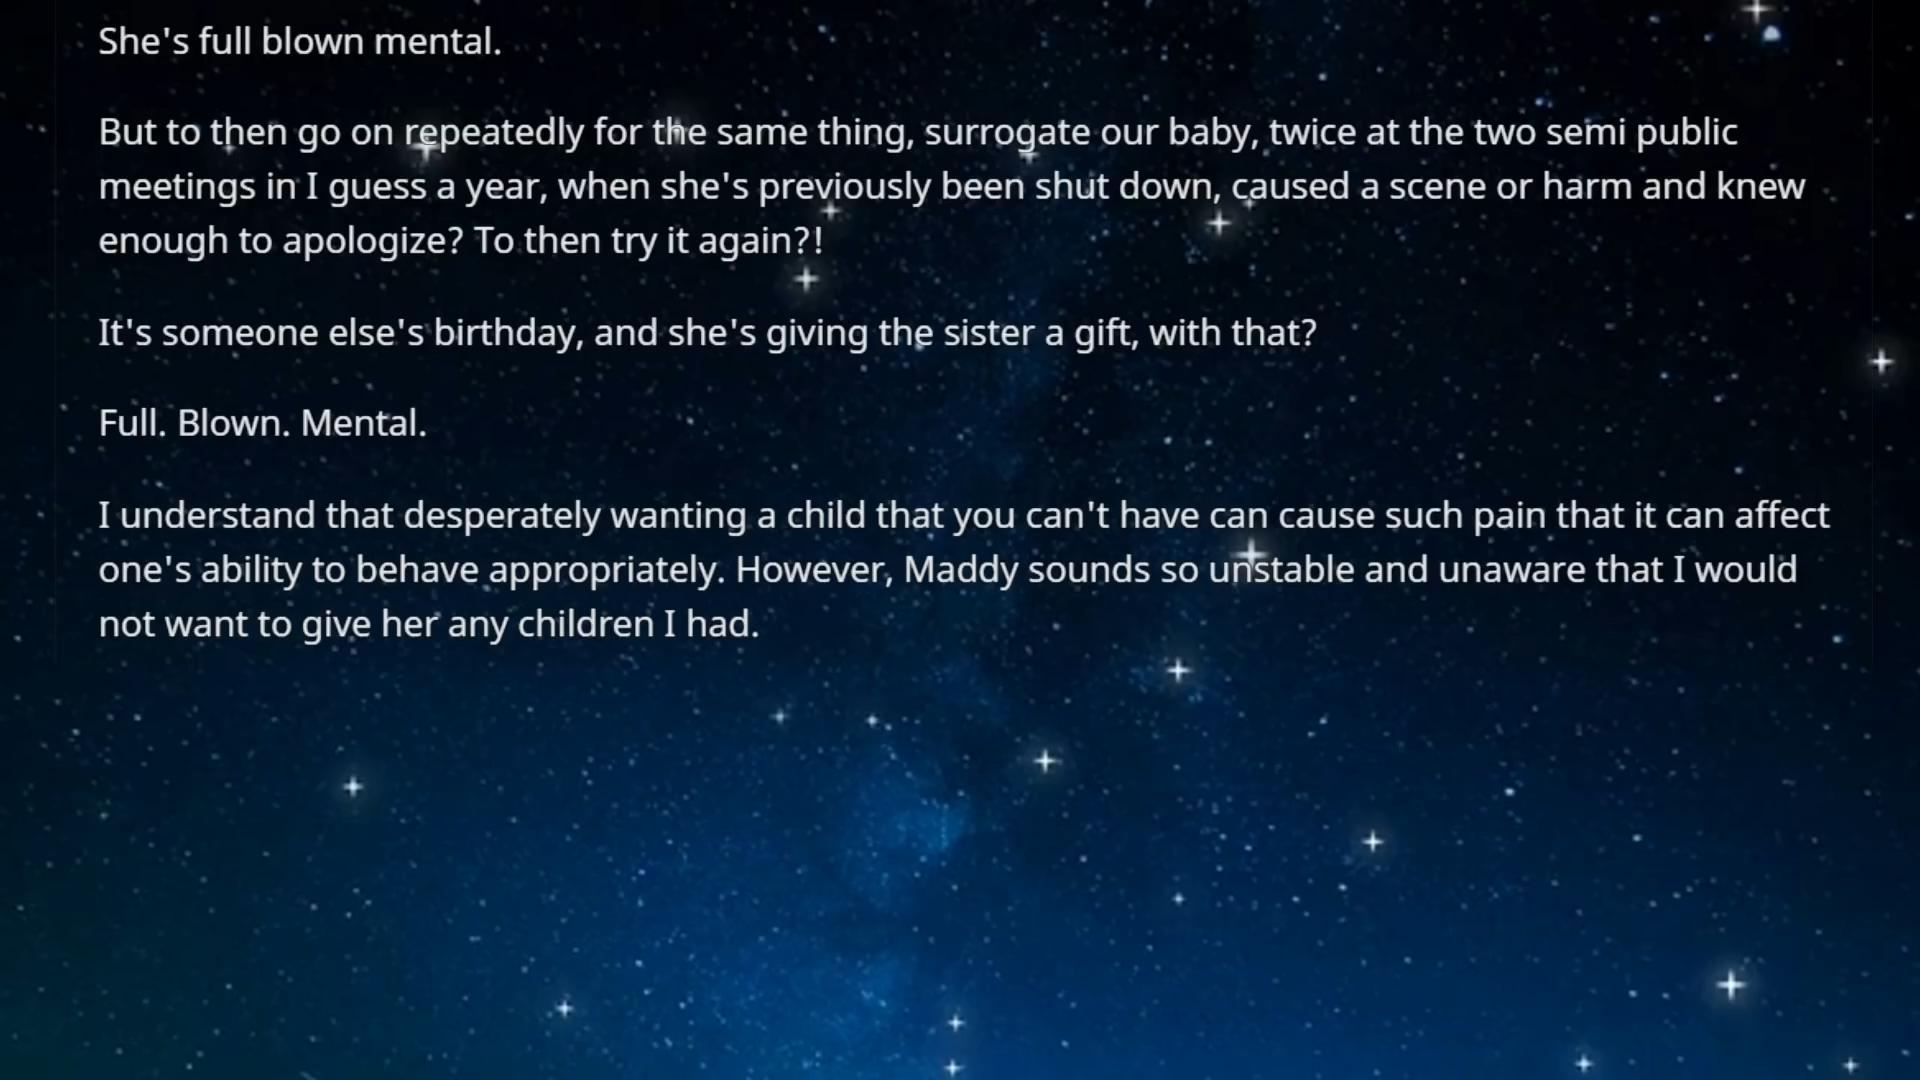 She's full blown mental.
But to then go on repeatedly for the same thing, surrogate our baby, twice at the two semi public
meetings in I guess a year, when she's previously been shut down, caused a scene or harm and knew
enough to apologize? To then try it again?!
It's someone else's birthday, and she's giving the sister a gift, with that?
Full. Blown. Mental.
I understand that desperately wanting a child that you can't have can cause such pain that it can affect
one's ability to behave appropriately. However, Maddy sounds so unstable and unaware that I would
not want to give her any children I had.